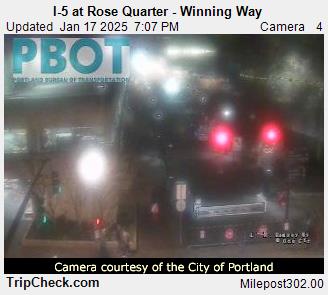 I-5 at Rose Quarter - Winning Way
Updated Jan 17 2025 7:07 PM Camera 4
PBOT
PORTLAND BUREAU OF TRANSPORTATION
Camera courtesy of the City of Portland
TripCheck.com Milepost302.00